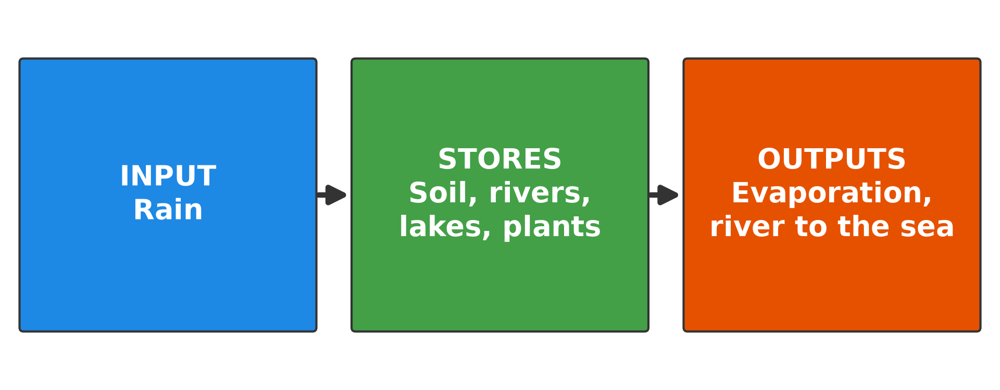 INPUT
Rain
STORES
Soil, rivers,
lakes, plants
OUTPUTS
Evaporation,
river to the sea